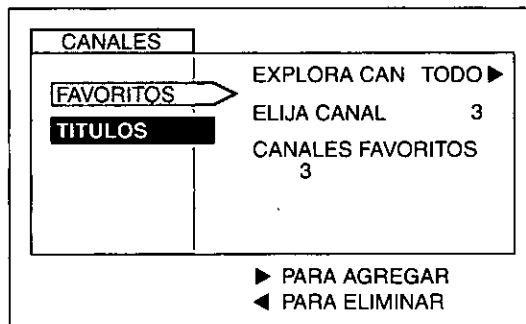 CANALES
FAVORITOS
TITULOS
EXPLORA CAN TODO ▶
ELIJA CANAL 3
CANALES FAVORITOS
3
▶ PARA AGREGAR
◀ PARA ELIMINAR